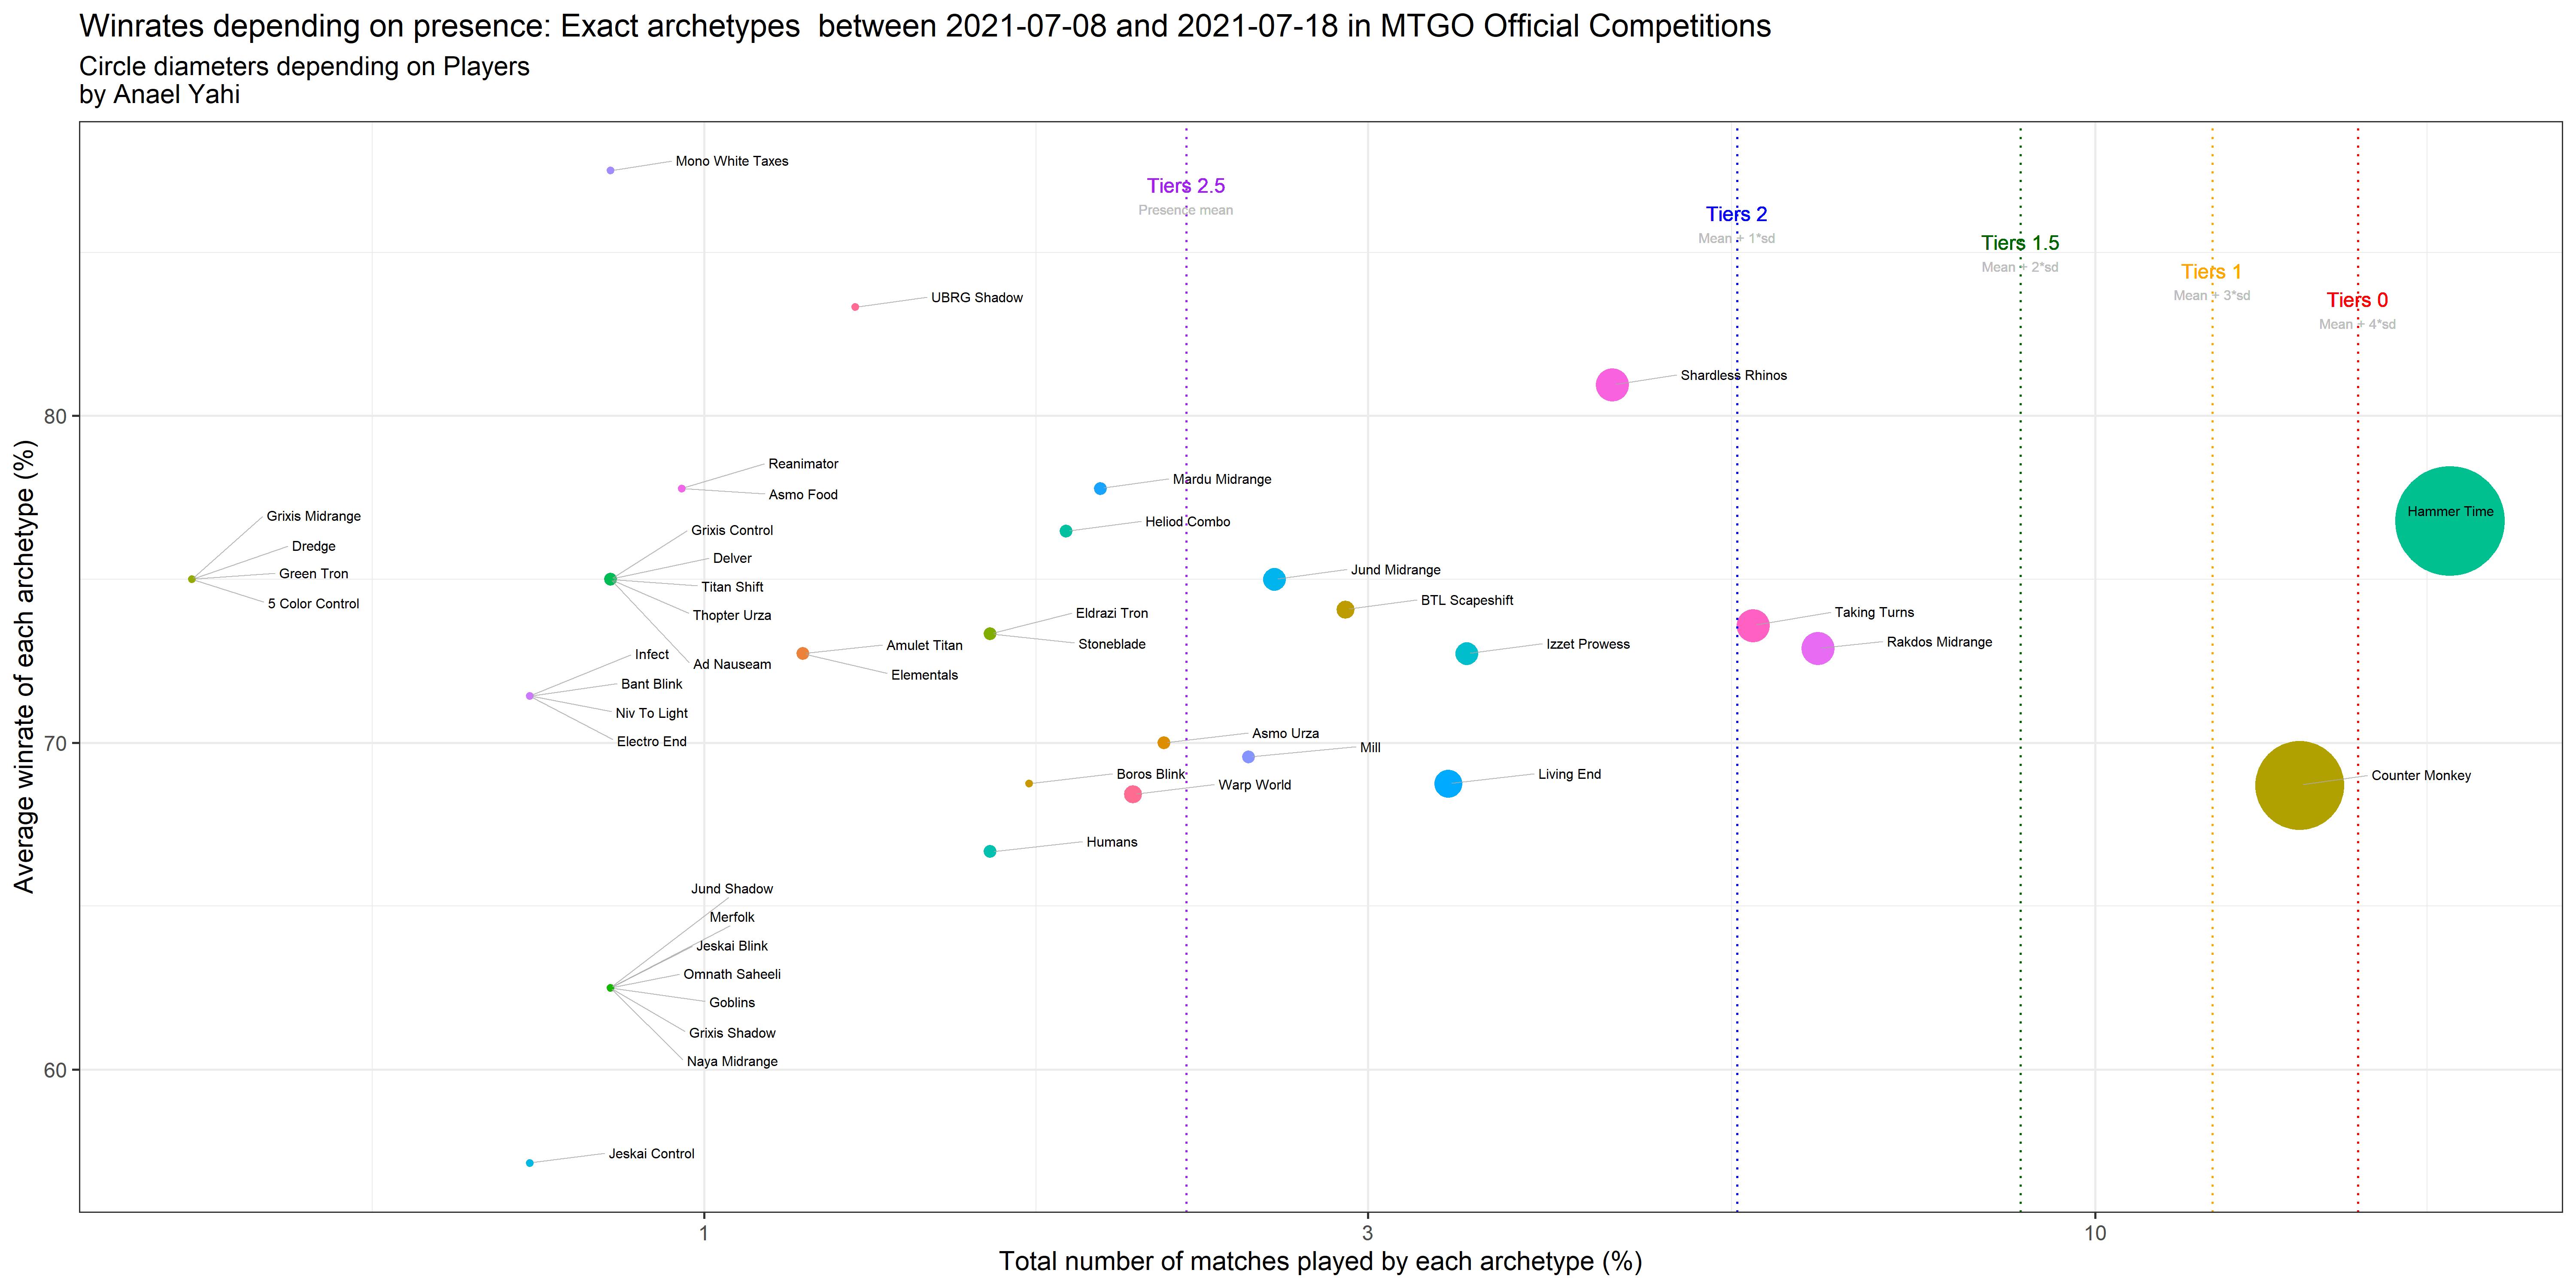 Winrates depending on presence: Exact archetypes  between 2021-07-08 and 2021-07-18 in MTGO Official Competitions
Circle diameters depending on Players
by Anael Yahi
Mono White Taxes
Tiers 2.5
Presence mean
Tiers 2
Mean + 1*sd
Tiers 1.5
Mean + 2*sd
Tiers 1
Mean + 3*sd
Tiers 0
Mean + 4*sd
UBRG Shadow
Shardless Rhinos
80
Reanimator
Asmo Food
Mardu Midrange
Heliod Combo
Hammer Time
Grixis Midrange
Dredge
Green Tron
5 Color Control
Grixis Control
Delver
Titan Shift
Thopter Urza
Ad Nauseam
Jund Midrange
BTL Scapeshift
Eldrazi Tron
Stoneblade
Taking Turns
Rakdos Midrange
Izzet Prowess
Amulet Titan
Elementals
Infect
Bant Blink
Niv To Light
Electro End
70
Asmo Urza
Mill
Boros Blink
Warp World
Living End
Counter Monkey
Humans
Jund Shadow
Merfolk
Jeskai Blink
Omnath Saheeli
Goblins
Grixis Shadow
Naya Midrange
60
Jeskai Control
Average winrate of each archetype (%)
1
3
10
Total number of matches played by each archetype (%)